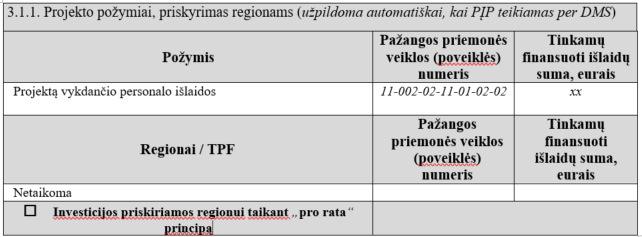 3.1.1. Projekto požymiai, priskyrimas regionams (užpildoma automatiškai, kai PĮP teikiamas per DMS)
Požymis
Pažangos priemonės
veiklos (poveiklės)
numeris
Tinkamų
finansuoti išlaidų
suma, eurais
Projektą vykdančio personalo išlaidos
11-002-02-11-01-02-02
xx
Regionai / TPF
Pažangos
priemonės veiklos
(poveiklės)
numeris
Tinkamų
finansuoti
išlaidų suma,
eurais
Netaikoma
☐ Investicijos priskiriamos regionui taikant „pro rata“
principą